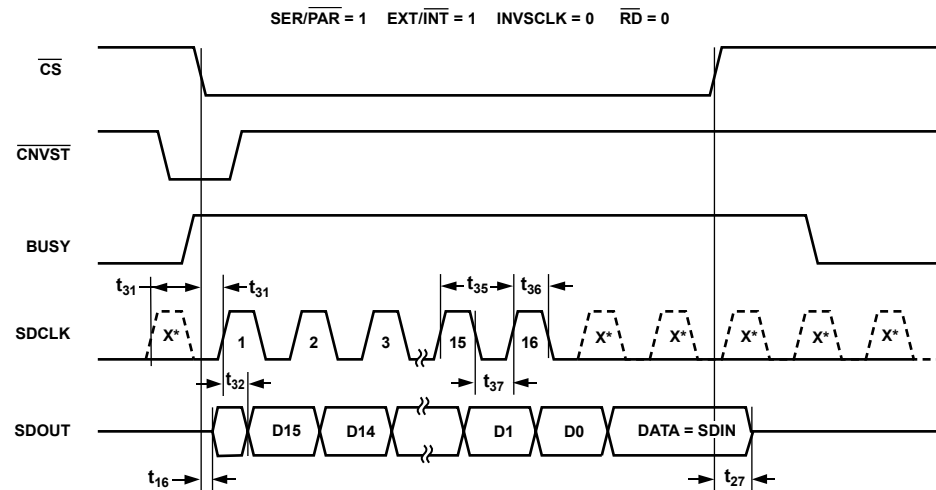 SER/PAR = 1 EXT/INT = 1 INVSCLK = 0 RD = 0
CS
CNVST
BUSY
t31 t31 t35 t36
SDCLK X* 1 2 3 15 16 X* X* X* X* X*
t32 t37
SDOUT D15 D14 D1 D0 DATA = SDIN
t16 t27